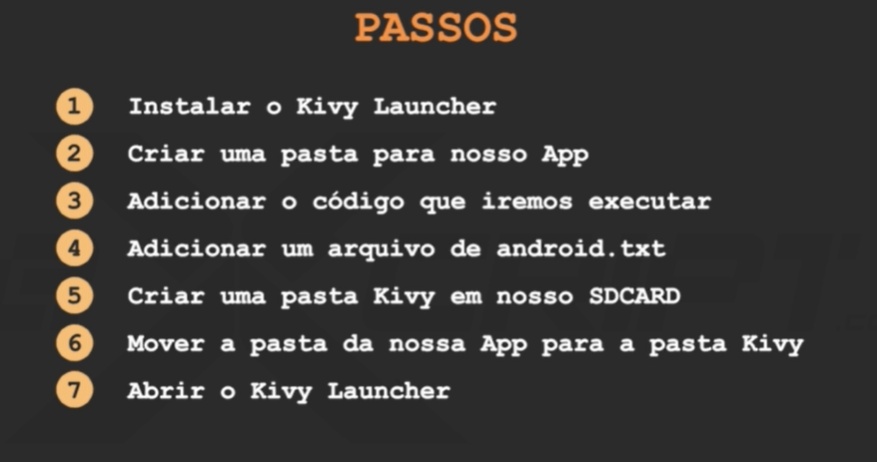 PASSOS
1 Instalar o Kivy Launcher
2 Criar uma pasta para nosso App
3 Adicionar o código que iremos executar
4 Adicionar um arquivo de android.txt
5 Criar uma pasta Kivy em nosso SDCARD
6 Mover a pasta da nossa App para a pasta Kivy
7 Abrir o Kivy Launcher